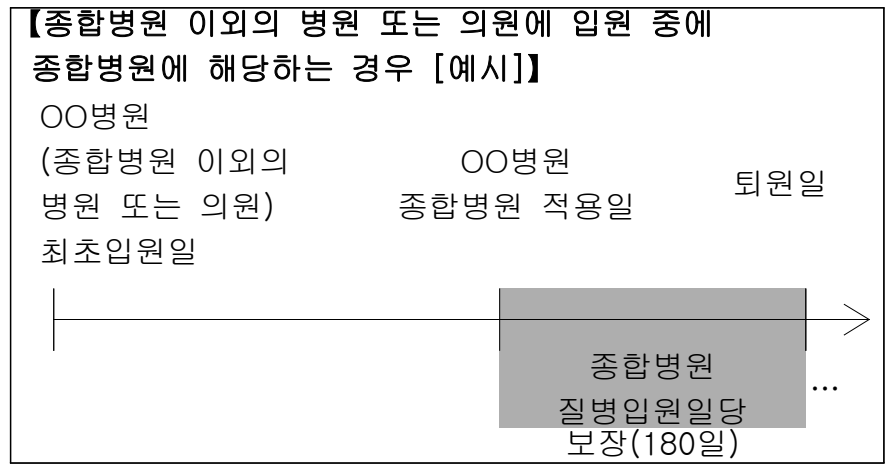 【종합병원 이외의 병원 또는 의원에 입원 중에
종합병원에 해당하는 경우 [예시]】
OO병원
(종합병원 이외의
병원 또는 의원)
최초입원일
OO병원
종합병원 적용일
퇴원일
종합병원
질병입원일당
보장(180일)
...